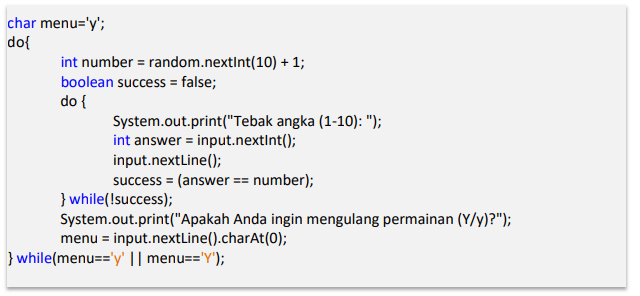 char menu='y';
do{
int number = random.nextInt(10) + 1;
boolean success = false;
do {
System.out.print("Tebak angka (1-10): ");
int answer = input.nextInt();
input.nextLine();
success = (answer == number);
} while(!success);
System.out.print("Apakah Anda ingin mengulang permainan (Y/y)?");
menu = input.nextLine().charAt(0);
} while(menu=='y' || menu=='Y');